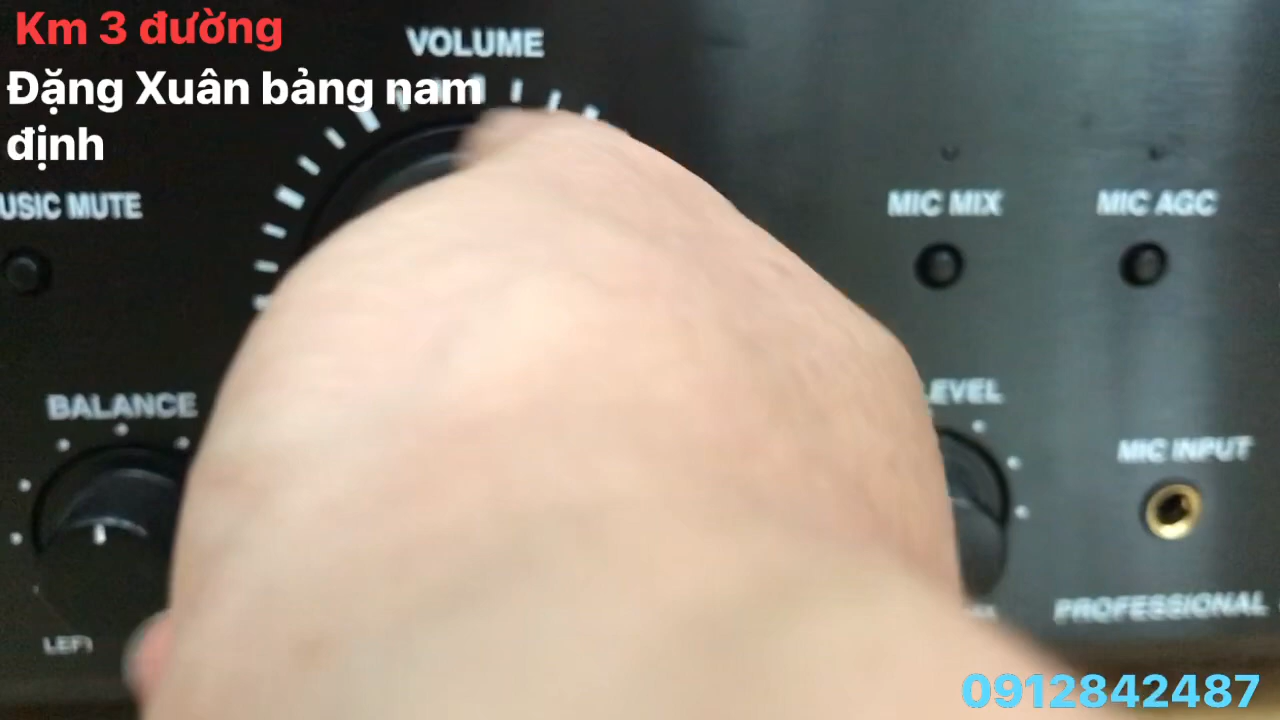 Km 3 đường
Đặng Xuân bảng nam
định
VOLUME
USIC MUTE
MIC MIX
MIC AGC
BALANCE
LEVEL
MIC INPUT
LEFT
PROFESSIONAL
0912842487